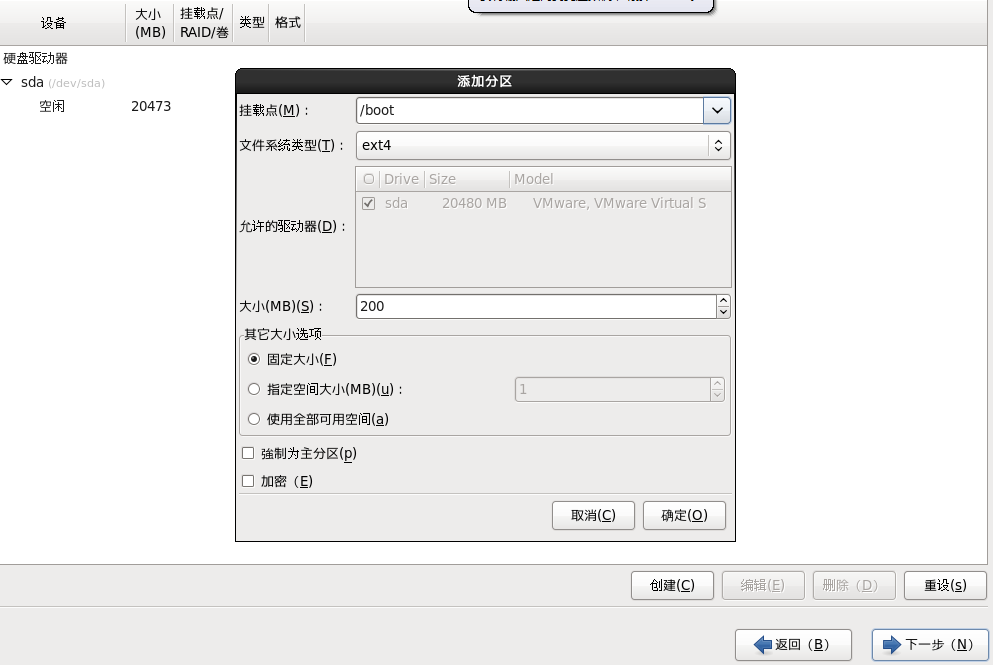 设备
大小
(MB)
挂载点/
RAID/卷
类型
格式
硬盘驱动器
sda (/dev/sda)
空闲 20473
添加分区
挂载点(M)：
/boot
文件系统类型(T)：
ext4
允许的驱动器(D)：
Drive Size Model
sda 20480 MB VMware, VMware Virtual S
大小(MB)(S)：
200
其它大小选项
固定大小(F)
指定空间大小(MB)(u)：
1
使用全部可用空间(a)
強制为主分区(p)
加密（E)
取消(C)
确定(O)
创建(C)
编辑(E)
删除（D）
重设(s)
返回（B）
下一步（N）